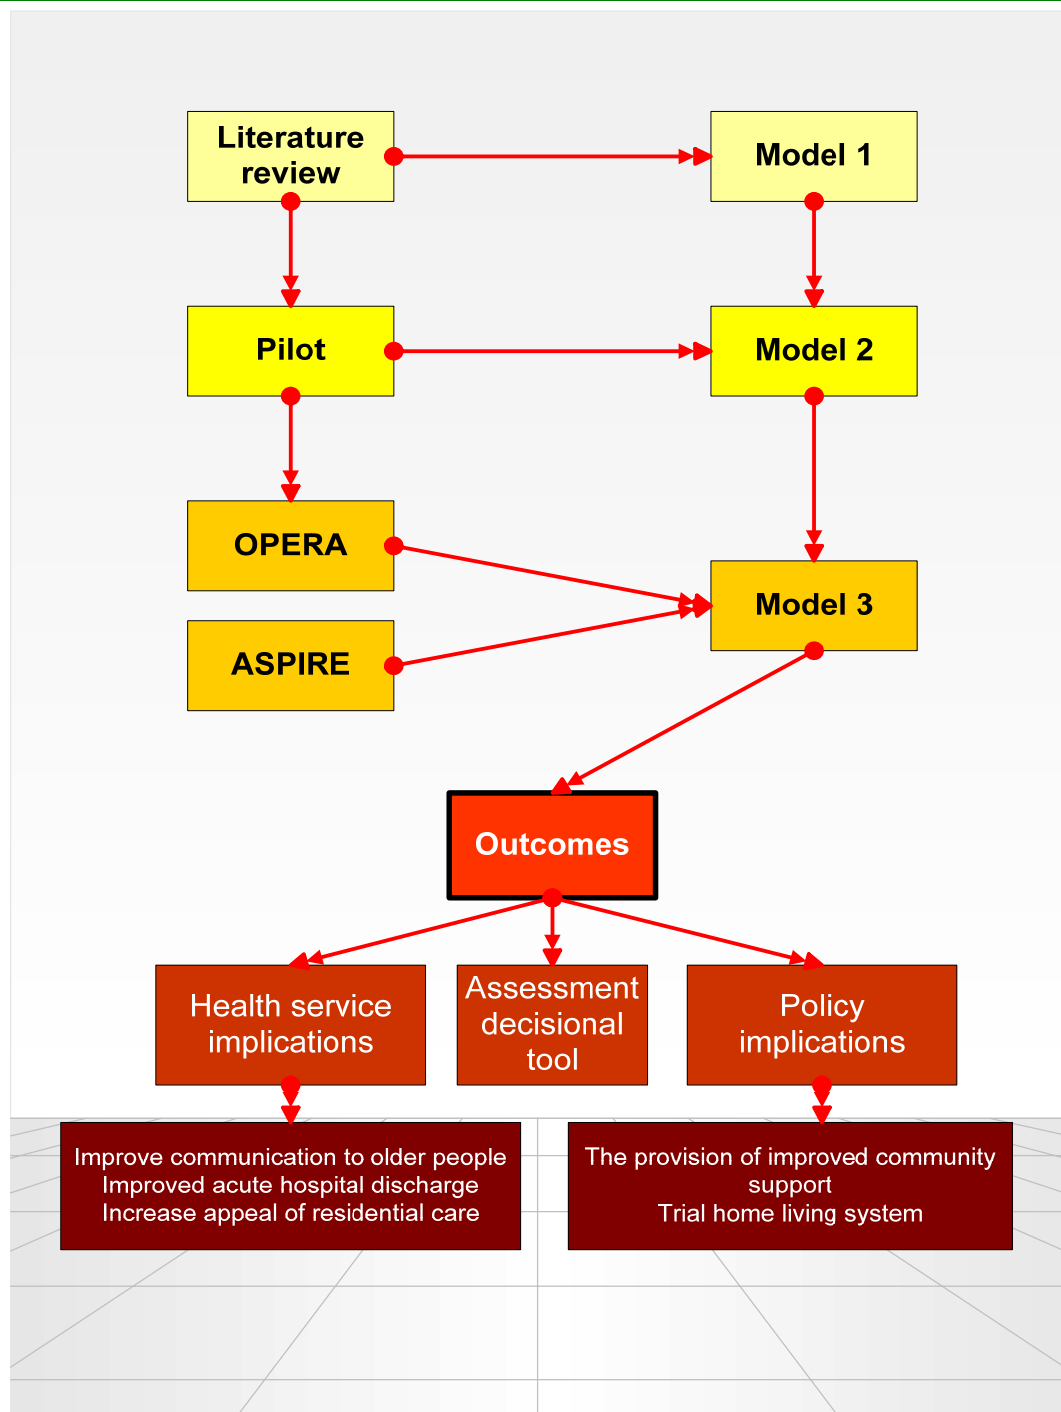 Literature
review
Model 1
Pilot
Model 2
OPERA
Model 3
ASPIRE
Outcomes
Health service
implications
Assessment
decisional
tool
Policy
implications
Improve communication to older people
Improved acute hospital discharge
Increase appeal of residential care
The provision of improved community
support
Trial home living system